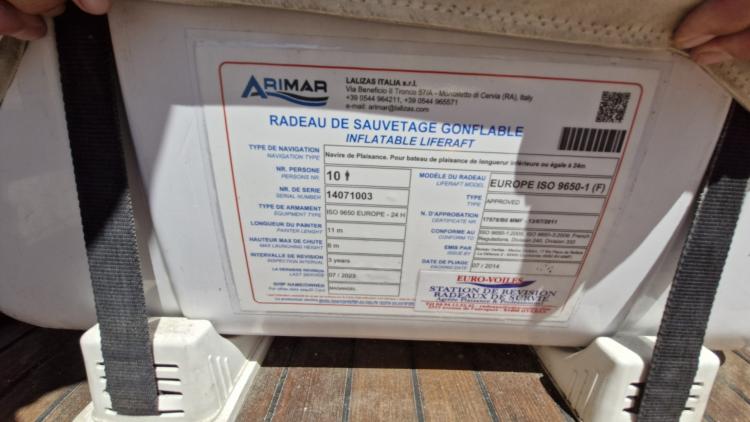 ARIMAR
LALIZAS ITALIA s.r.l.
Via Beneficio II Tronco 57/A - Montaletto di Cervia (RA), Italy
+39 0544 964211, +39 0544 965571
e-mail: arimar@lalizas.com
RADEAU DE SAUVETAGE GONFLABLE
INFLATABLE LIFERAFT
TYPE DE NAVIGATION
NAVIGATION TYPE
Navire de Plaisance. Pour bateau de plaisance de longueur inférieure ou égale à 24m
NR. PERSONE
PERSONS NR.
10
NR. DE SERIE
SERIAL NUMBER
14071003
TYPE DE ARMAMENT
EQUIPMENT TYPE
ISO 9650 EUROPE - 24 H
LONGUEUR DU PAINTER
PAINTER LENGHT
11 m
HAUTEUR MAX DE CHUTE
MAX LAUNCHING HEIGHT
6 m
INTERVALLE DE REVISION
INSPECTION INTERVAL
3 years
LA DERNIERE REVISION
LAST SERVICE
07 / 2023
SHIP NAME
MODÈLE DU RADEAU
LIFERAFT MODEL
EUROPE ISO 9650-1 (F)
TYPE
TYPE
APPROVED
N. D'APPROBATION
CERTIFICATE NR.
CONFORME AU
CONFORM TO
EMIS PAR
ISSUE BY
DATE DE PLIAGE
PACKING DATE
07 / 2014
EURO-VOILES
STATION DE REVISION
RADEAUX DE SURVIE